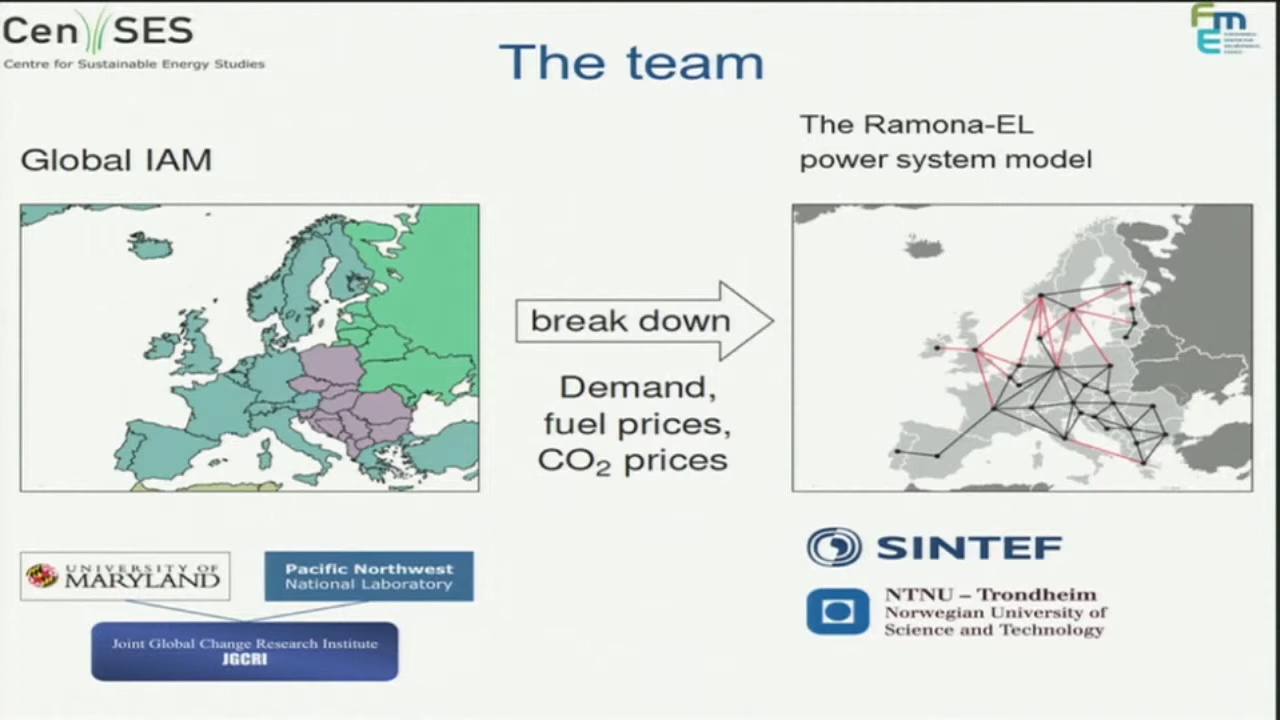 CenSES
Centre for Sustainable Energy Studies
The team
FmE
Global IAM
The Ramona-EL
power system model
break down
Demand,
fuel prices,
CO₂ prices
UNIVERSITY OF
MARYLAND
Pacific Northwest
National Laboratory
Joint Global Change Research Institute
JGCRI
SINTEF
NTNU – Trondheim
Norwegian University of
Science and Technology